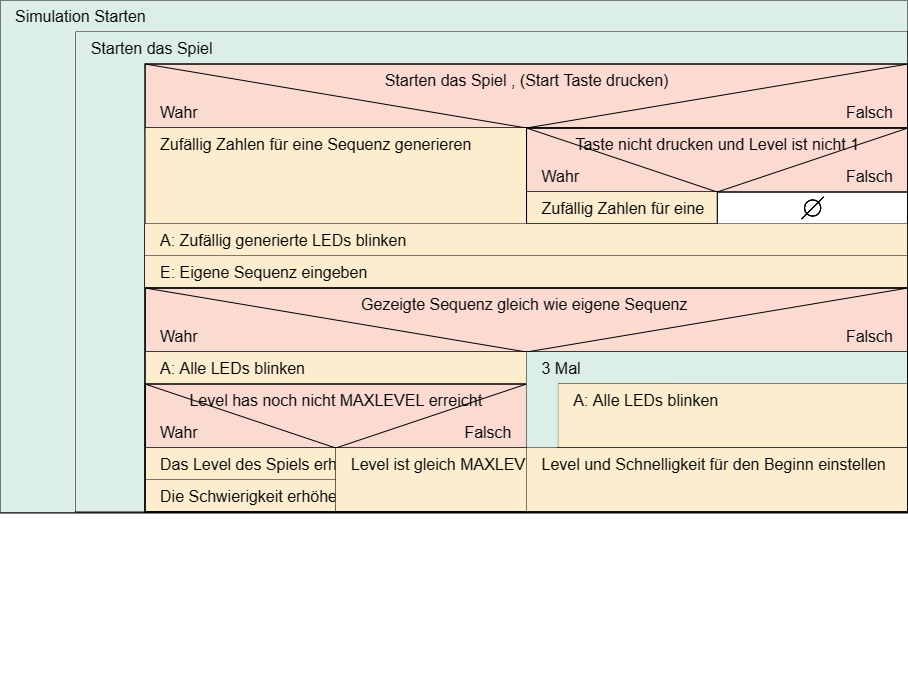 Simulation Starten
Starten das Spiel
Starten das Spiel , (Start Taste drucken)
Wahr
Falsch
Zufällig Zahlen für eine Sequenz generieren
Taste nicht drucken und Level ist nicht 1
Wahr
Falsch
Zufällig Zahlen für eine
A: Zufällig generierte LEDs blinken
E: Eigene Sequenz eingeben
Gezeigte Sequenz gleich wie eigene Sequenz
Wahr
Falsch
A: Alle LEDs blinken
3 Mal
Level has noch nicht MAXLEVEL erreicht
A: Alle LEDs blinken
Wahr
Falsch
Das Level des Spiels erh
Level ist gleich MAXLEV
Level und Schnelligkeit für den Beginn einstellen
Die Schwierigkeit erhöhe